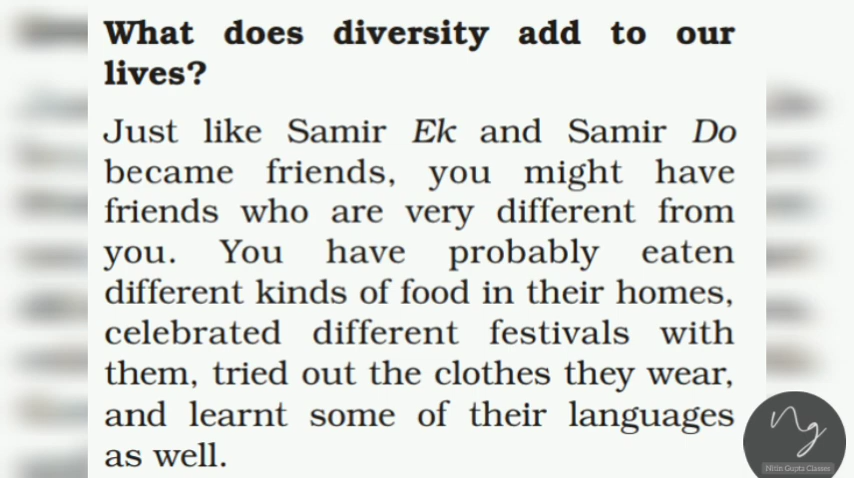 What does diversity add to our
lives?
Just like Samir Ek and Samir Do
became friends, you might have
friends who are very different from
you. You have probably eaten
different kinds of food in their homes,
celebrated different festivals with
them, tried out the clothes they wear,
and learnt some of their languages
as well.
ng
Nitin Gupta Classes